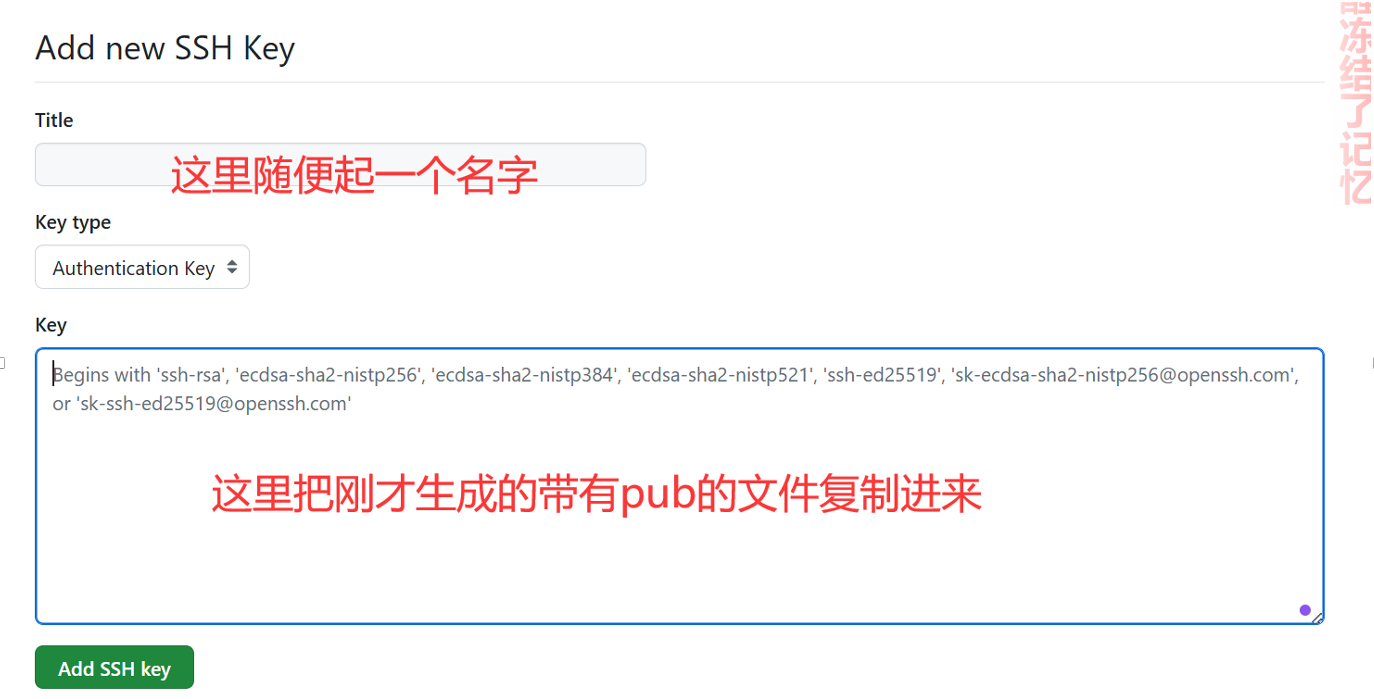 Add new SSH Key
Title
这里随便起一个名字
Key type
Authentication Key
Key
Begins with 'ssh-rsa', 'ecdsa-sha2-nistp256', 'ecdsa-sha2-nistp384', 'ecdsa-sha2-nistp521', 'ssh-ed25519', 'sk-ecdsa-sha2-nistp256@openssh.com',
or 'sk-ssh-ed25519@openssh.com'
这里把刚才生成的带有pub的文件复制进来
Add SSH key
冻结了记忆